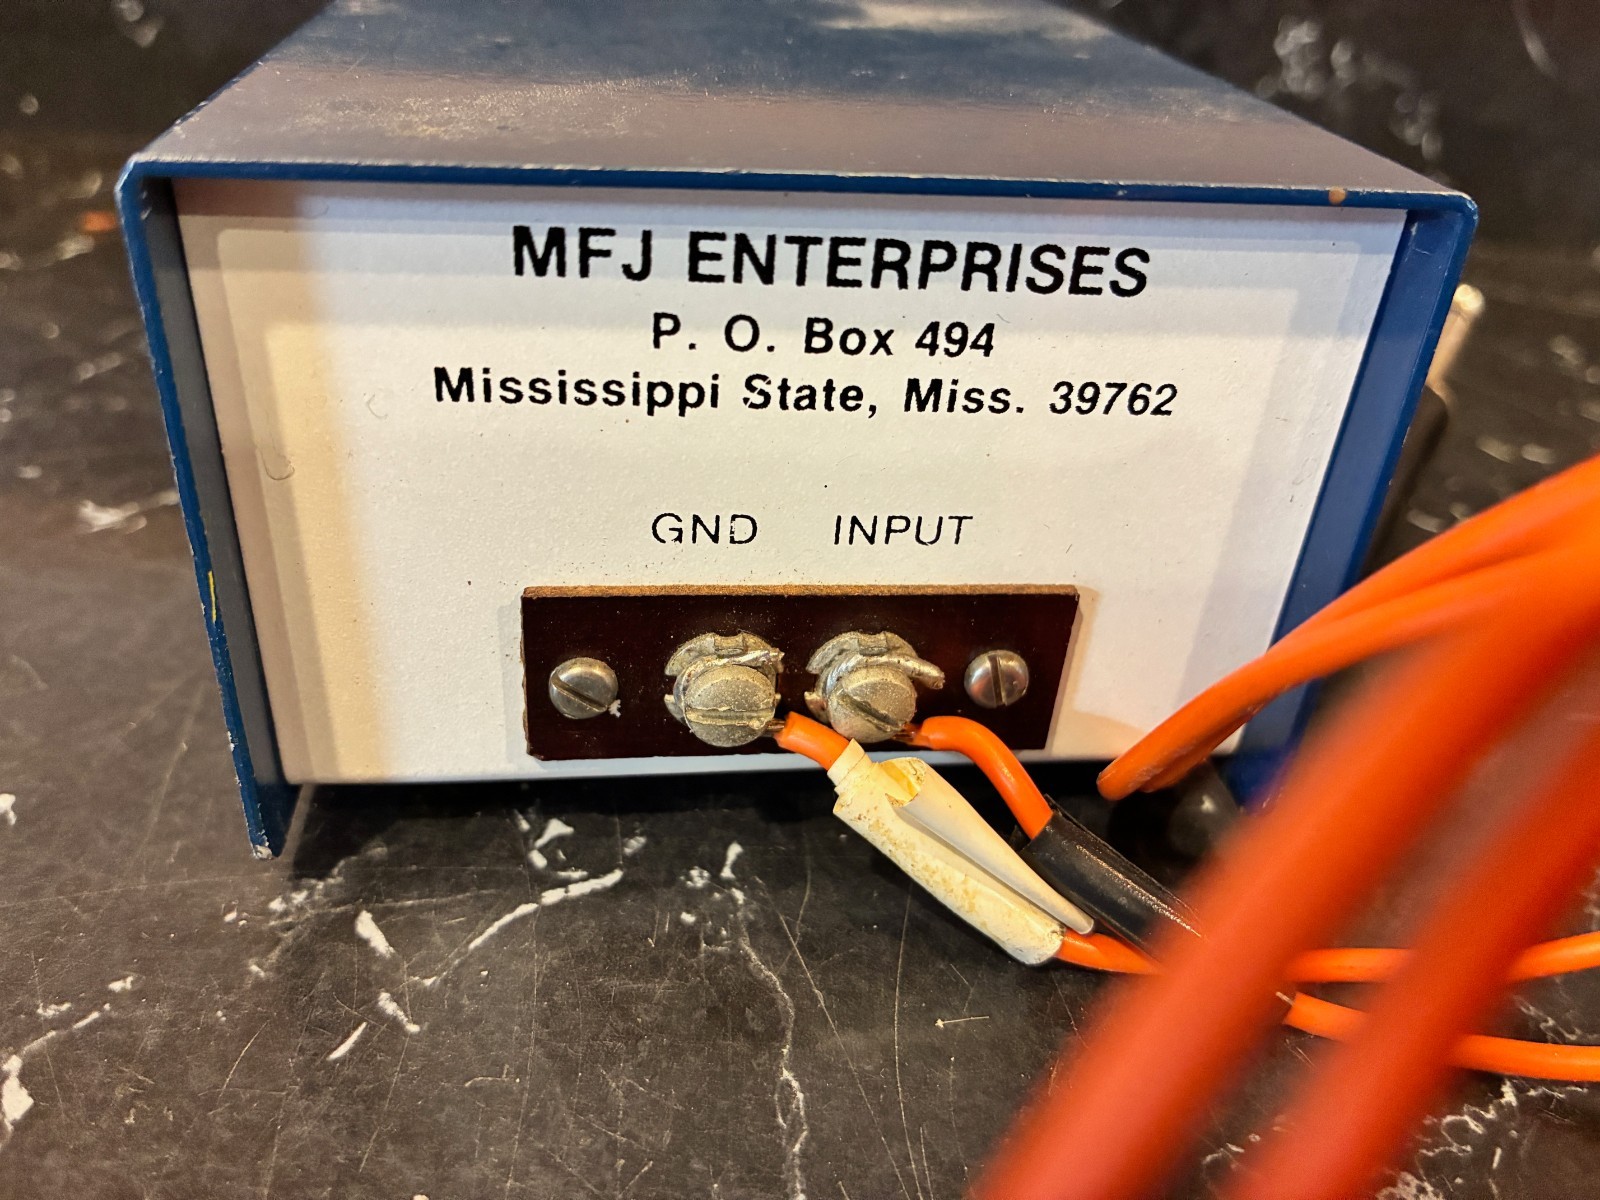 MFJ ENTERPRISES
P. O. Box 494
Mississippi State, Miss. 39762
GND INPUT